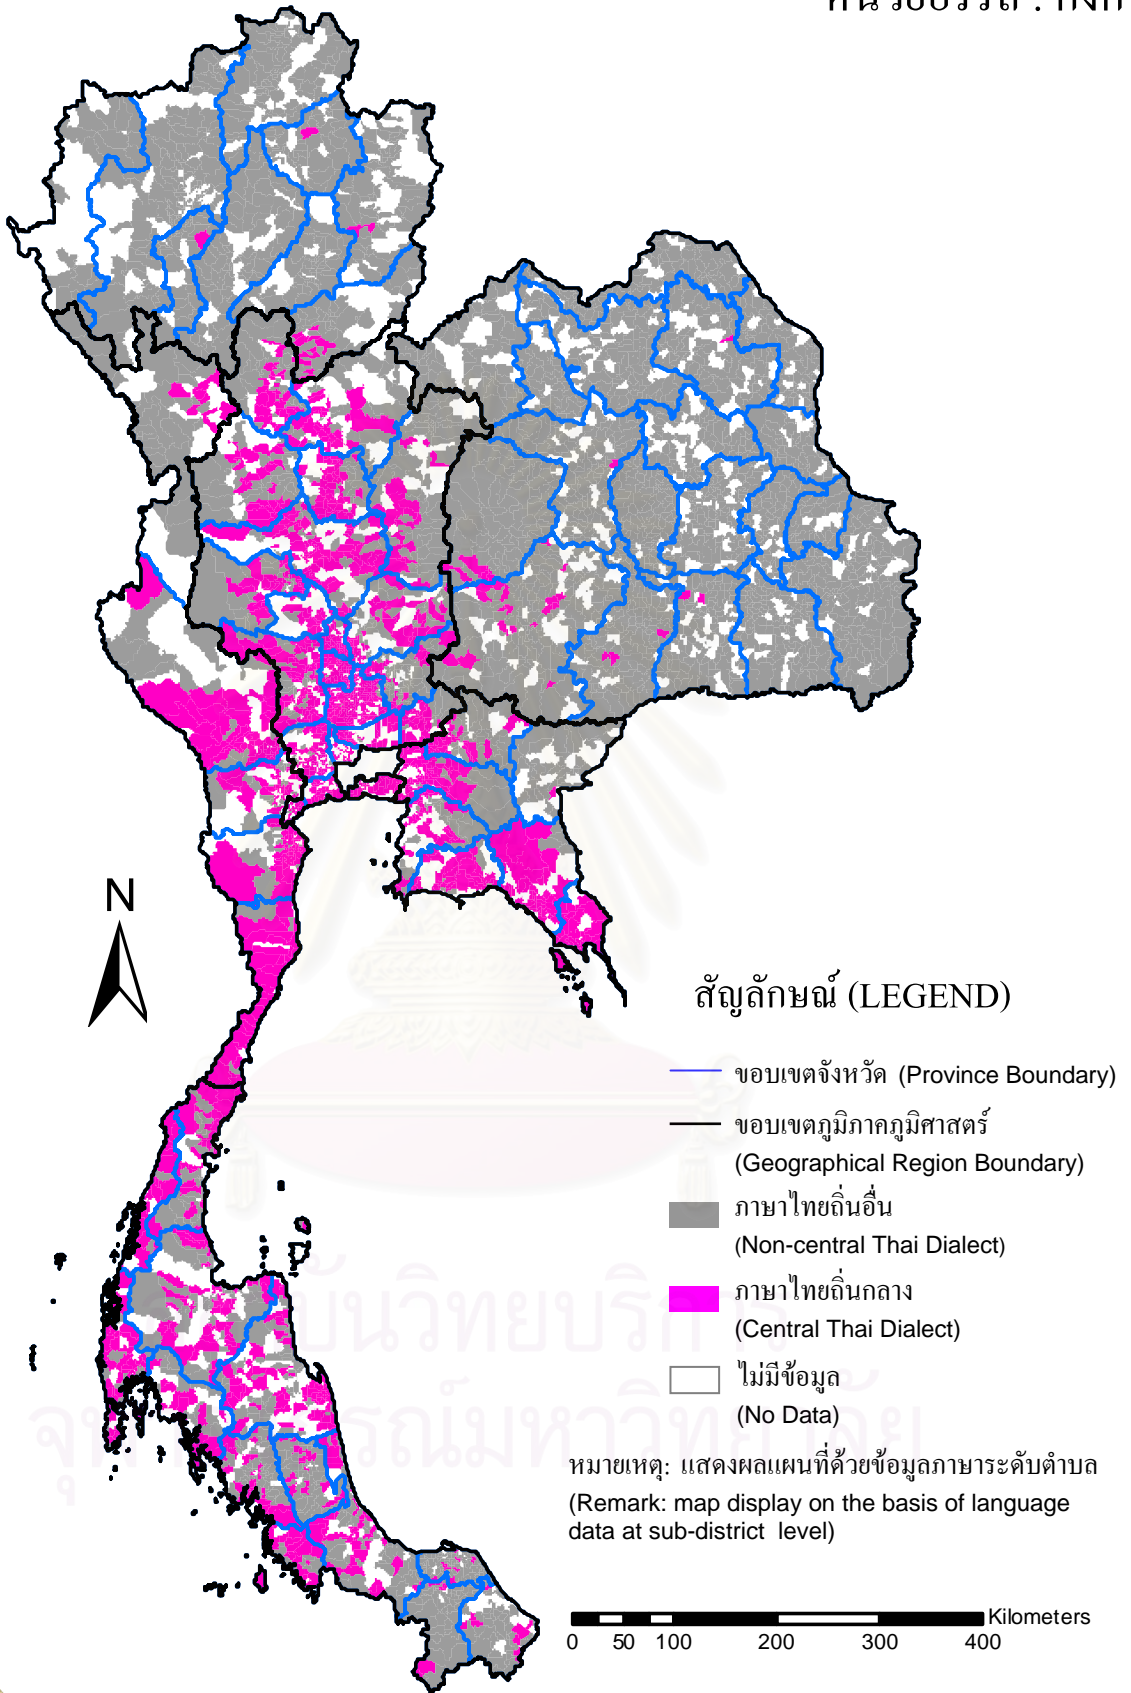 N
สัญลักษณ์ (LEGEND)
ขอบเขตจังหวัด (Province Boundary)
ขอบเขตภูมิภาคภูมิศาสตร์
(Geographical Region Boundary)
ภาษาไทยถิ่นอื่น
(Non-central Thai Dialect)
ภาษาไทยถิ่นกลาง
(Central Thai Dialect)
ไม่มีข้อมูล
(No Data)
หมายเหตุ: แสดงผลแผนที่ด้วยข้อมูลภาษาระดับตำบล
(Remark: map display on the basis of language
data at sub-district level)
Kilometers
0 50 100 200 300 400